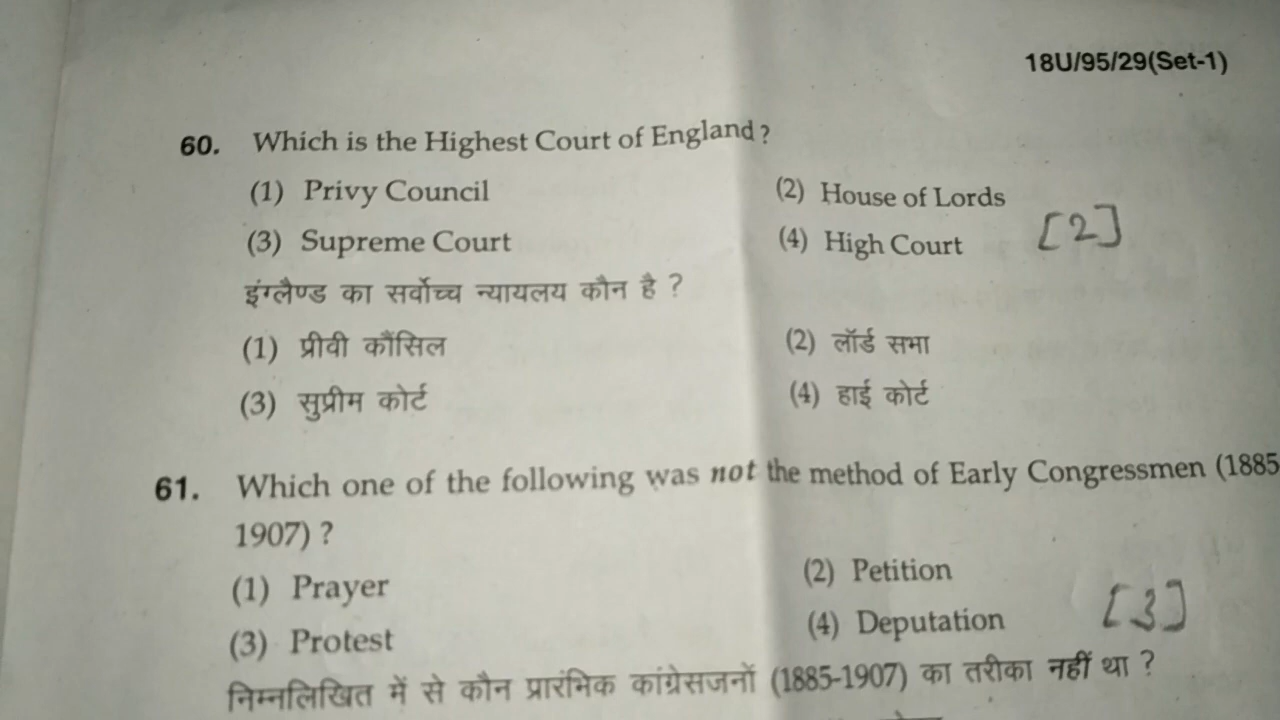 18U/95/29(Set-1)
60. Which is the Highest Court of England ?
(1) Privy Council (2) House of Lords
(3) Supreme Court (4) High Court [2]
इंग्लैण्ड का सर्वोच्च न्यायलय कौन है ?
(1) प्रीवी कौंसिल (2) लॉर्ड सभा
(3) सुप्रीम कोर्ट (4) हाई कोर्ट
61. Which one of the following was not the method of Early Congressmen (1885
1907) ?
(1) Prayer (2) Petition
(3) Protest (4) Deputation [3]
निम्नलिखित में से कौन प्रारंभिक कांग्रेसजनों (1885-1907) का तरीका नहीं था ?